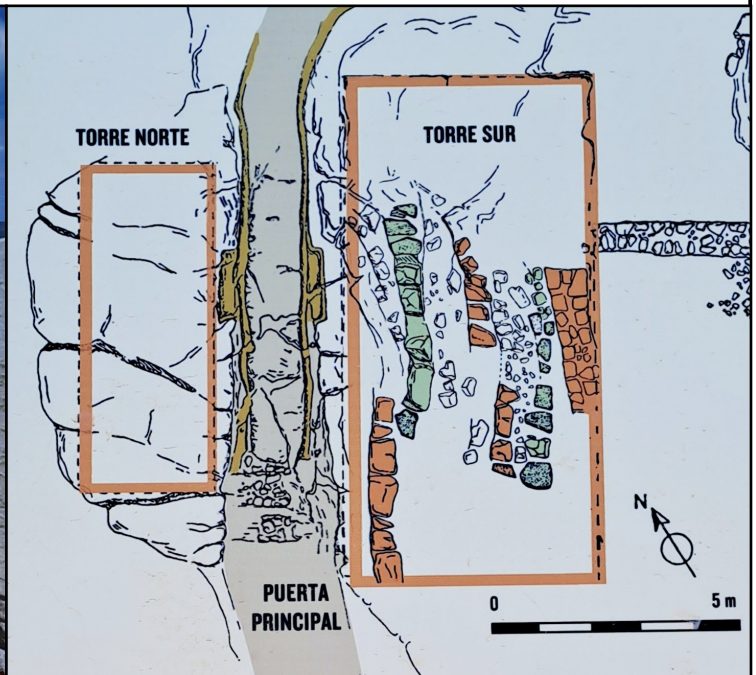 TORRE NORTE
TORRE SUR
N
0 5 m
PUERTA
PRINCIPAL